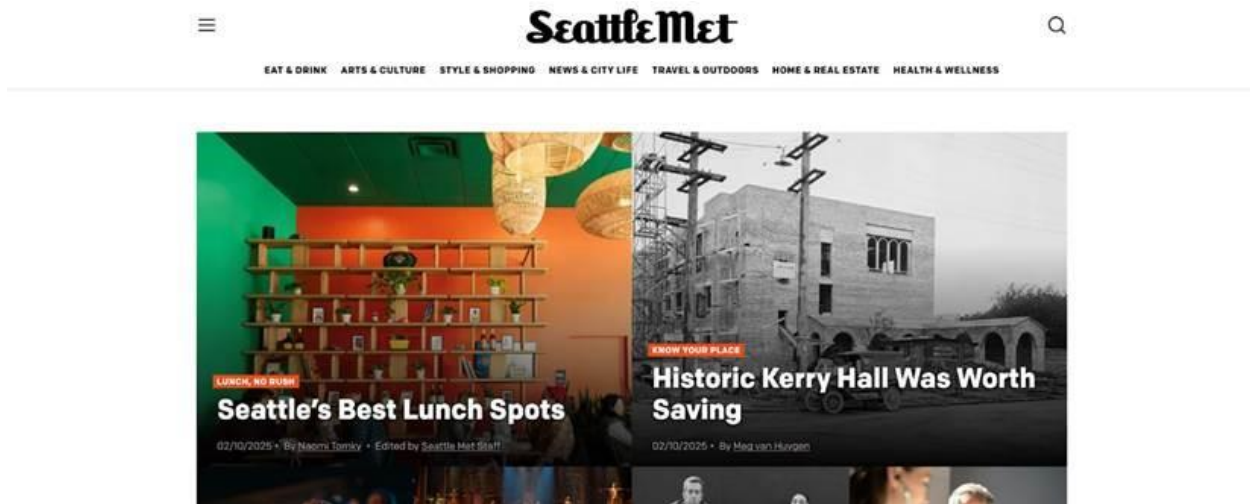 Seattle Met
EAT & DRINK ARTS & CULTURE STYLE & SHOPPING NEWS & CITY LIFE TRAVEL & OUTDOORS HOME & REAL ESTATE HEALTH & WELLNESS
LUNCH, NO RUSH
Seattle's Best Lunch Spots
02/10/2025 • By Naomi Tomky • Edited by Seattle Met Staff
KNOW YOUR PLACE
Historic Kerry Hall Was Worth
Saving
02/10/2025 • By Meg van Huygen